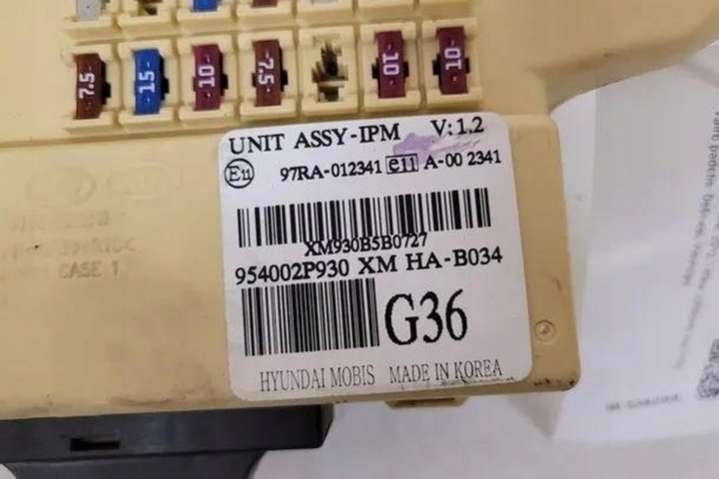 7.5 15 10 7.5 10 10
UNIT ASSY-IPM V:1.2
E11 97RA-012341 e11 A-00 2341
XM930B5B0727
954002P930 XM HA-B034
G36
HYUNDAI MOBIS MADE IN KOREA
CASE 1